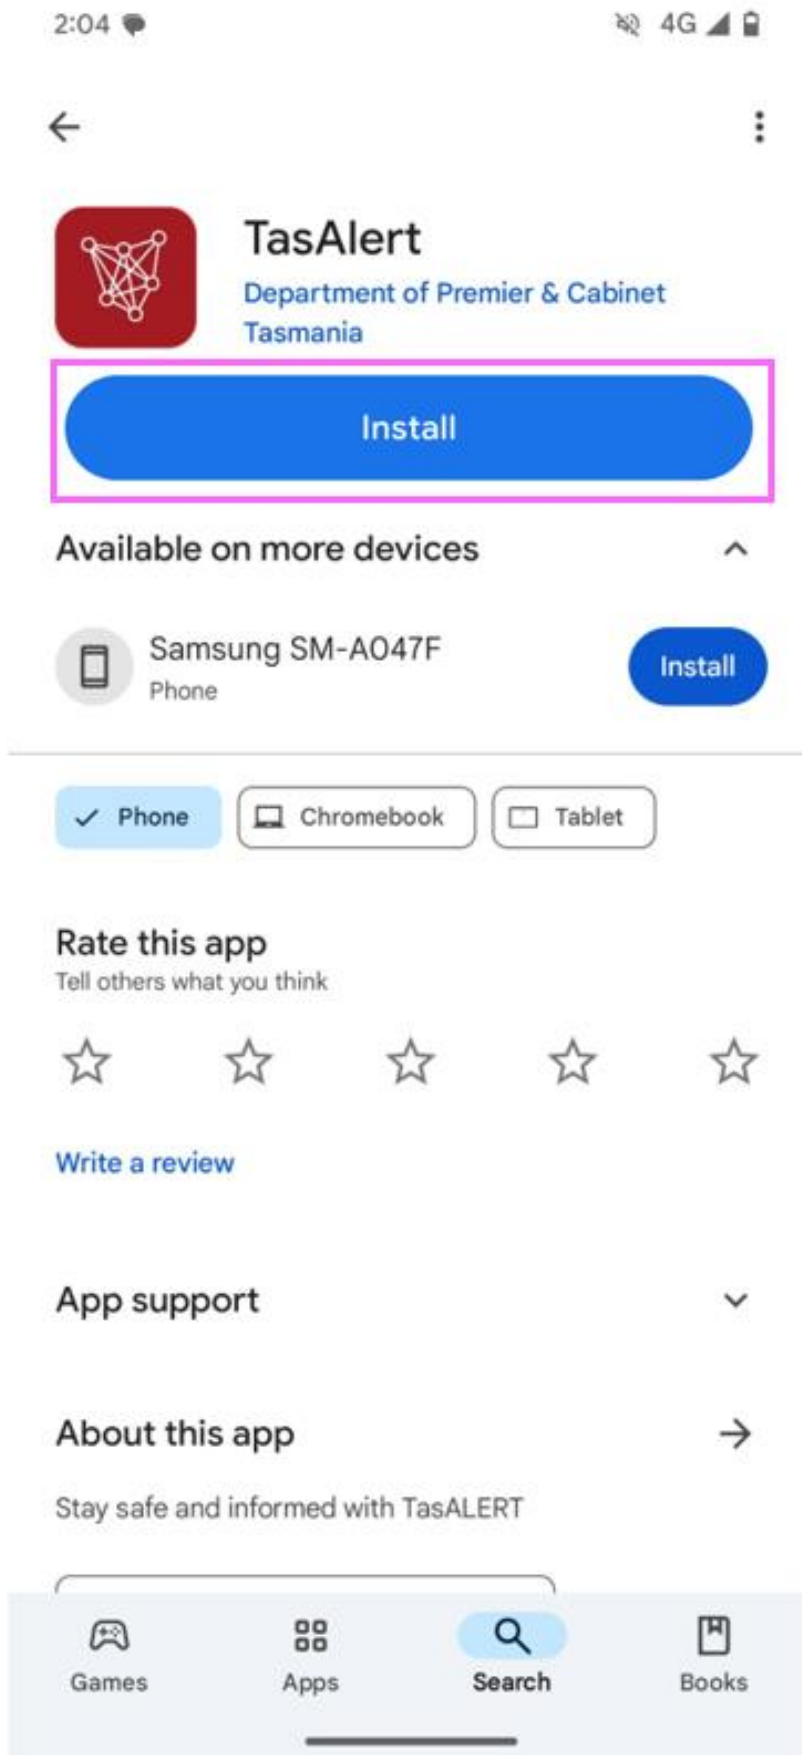 2:04
4G
TasAlert
Department of Premier & Cabinet
Tasmania
Install
Available on more devices
Samsung SM-A047F
Phone
Install
Phone
Chromebook
Tablet
Rate this app
Tell others what you think
Write a review
App support
About this app
Stay safe and informed with TasALERT
Games
Apps
Search
Books